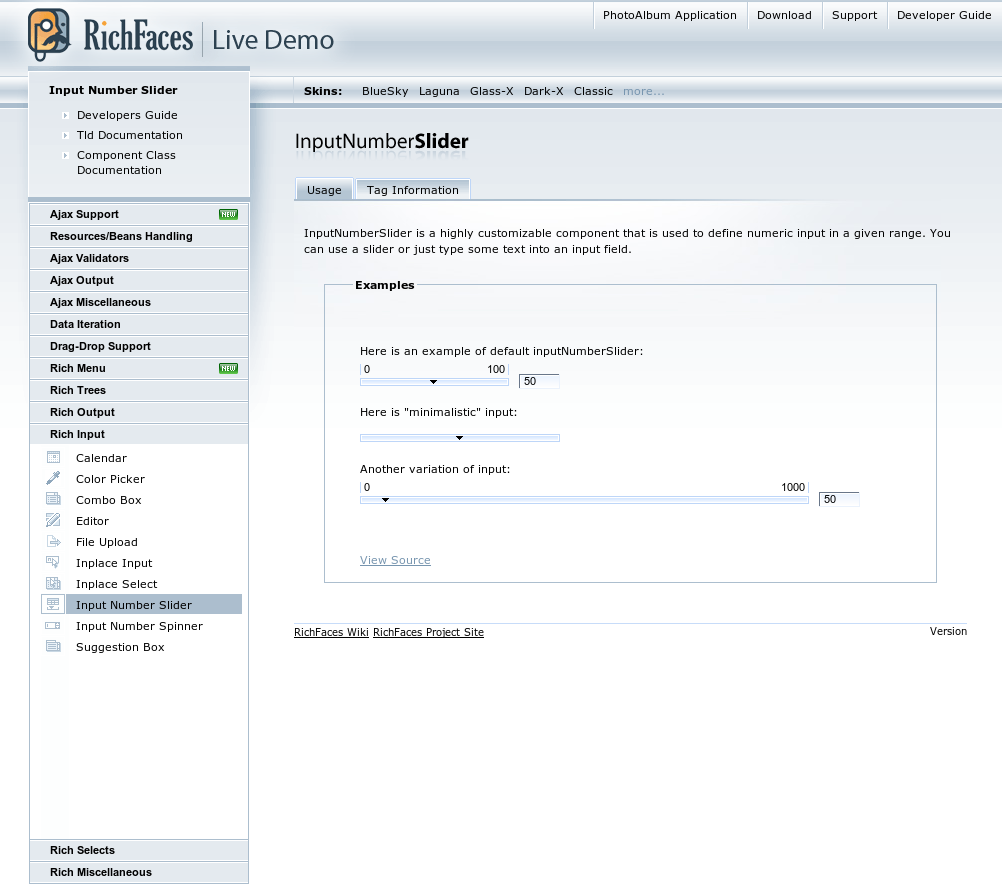 PhotoAlbum Application
Download
Support
Developer Guide
RichFaces Live Demo
Input Number Slider
Developers Guide
Tld Documentation
Component Class
Documentation
Skins: BlueSky Laguna Glass-X Dark-X Classic more...
Ajax Support NEW
Resources/Beans Handling
Ajax Validators
Ajax Output
Ajax Miscellaneous
Data Iteration
Drag-Drop Support
Rich Menu NEW
Rich Trees
Rich Output
Rich Input
Calendar
Color Picker
Combo Box
Editor
File Upload
Inplace Input
Inplace Select
Input Number Slider
Input Number Spinner
Suggestion Box
Rich Selects
Rich Miscellaneous
InputNumberSlider
Usage
Tag Information
InputNumberSlider is a highly customizable component that is used to define numeric input in a given range. You
can use a slider or just type some text into an input field.
Examples
Here is an example of default inputNumberSlider:
0 100
50
Here is "minimalistic" input:
Another variation of input:
0 1000
50
View Source
RichFaces Wiki RichFaces Project Site
Version